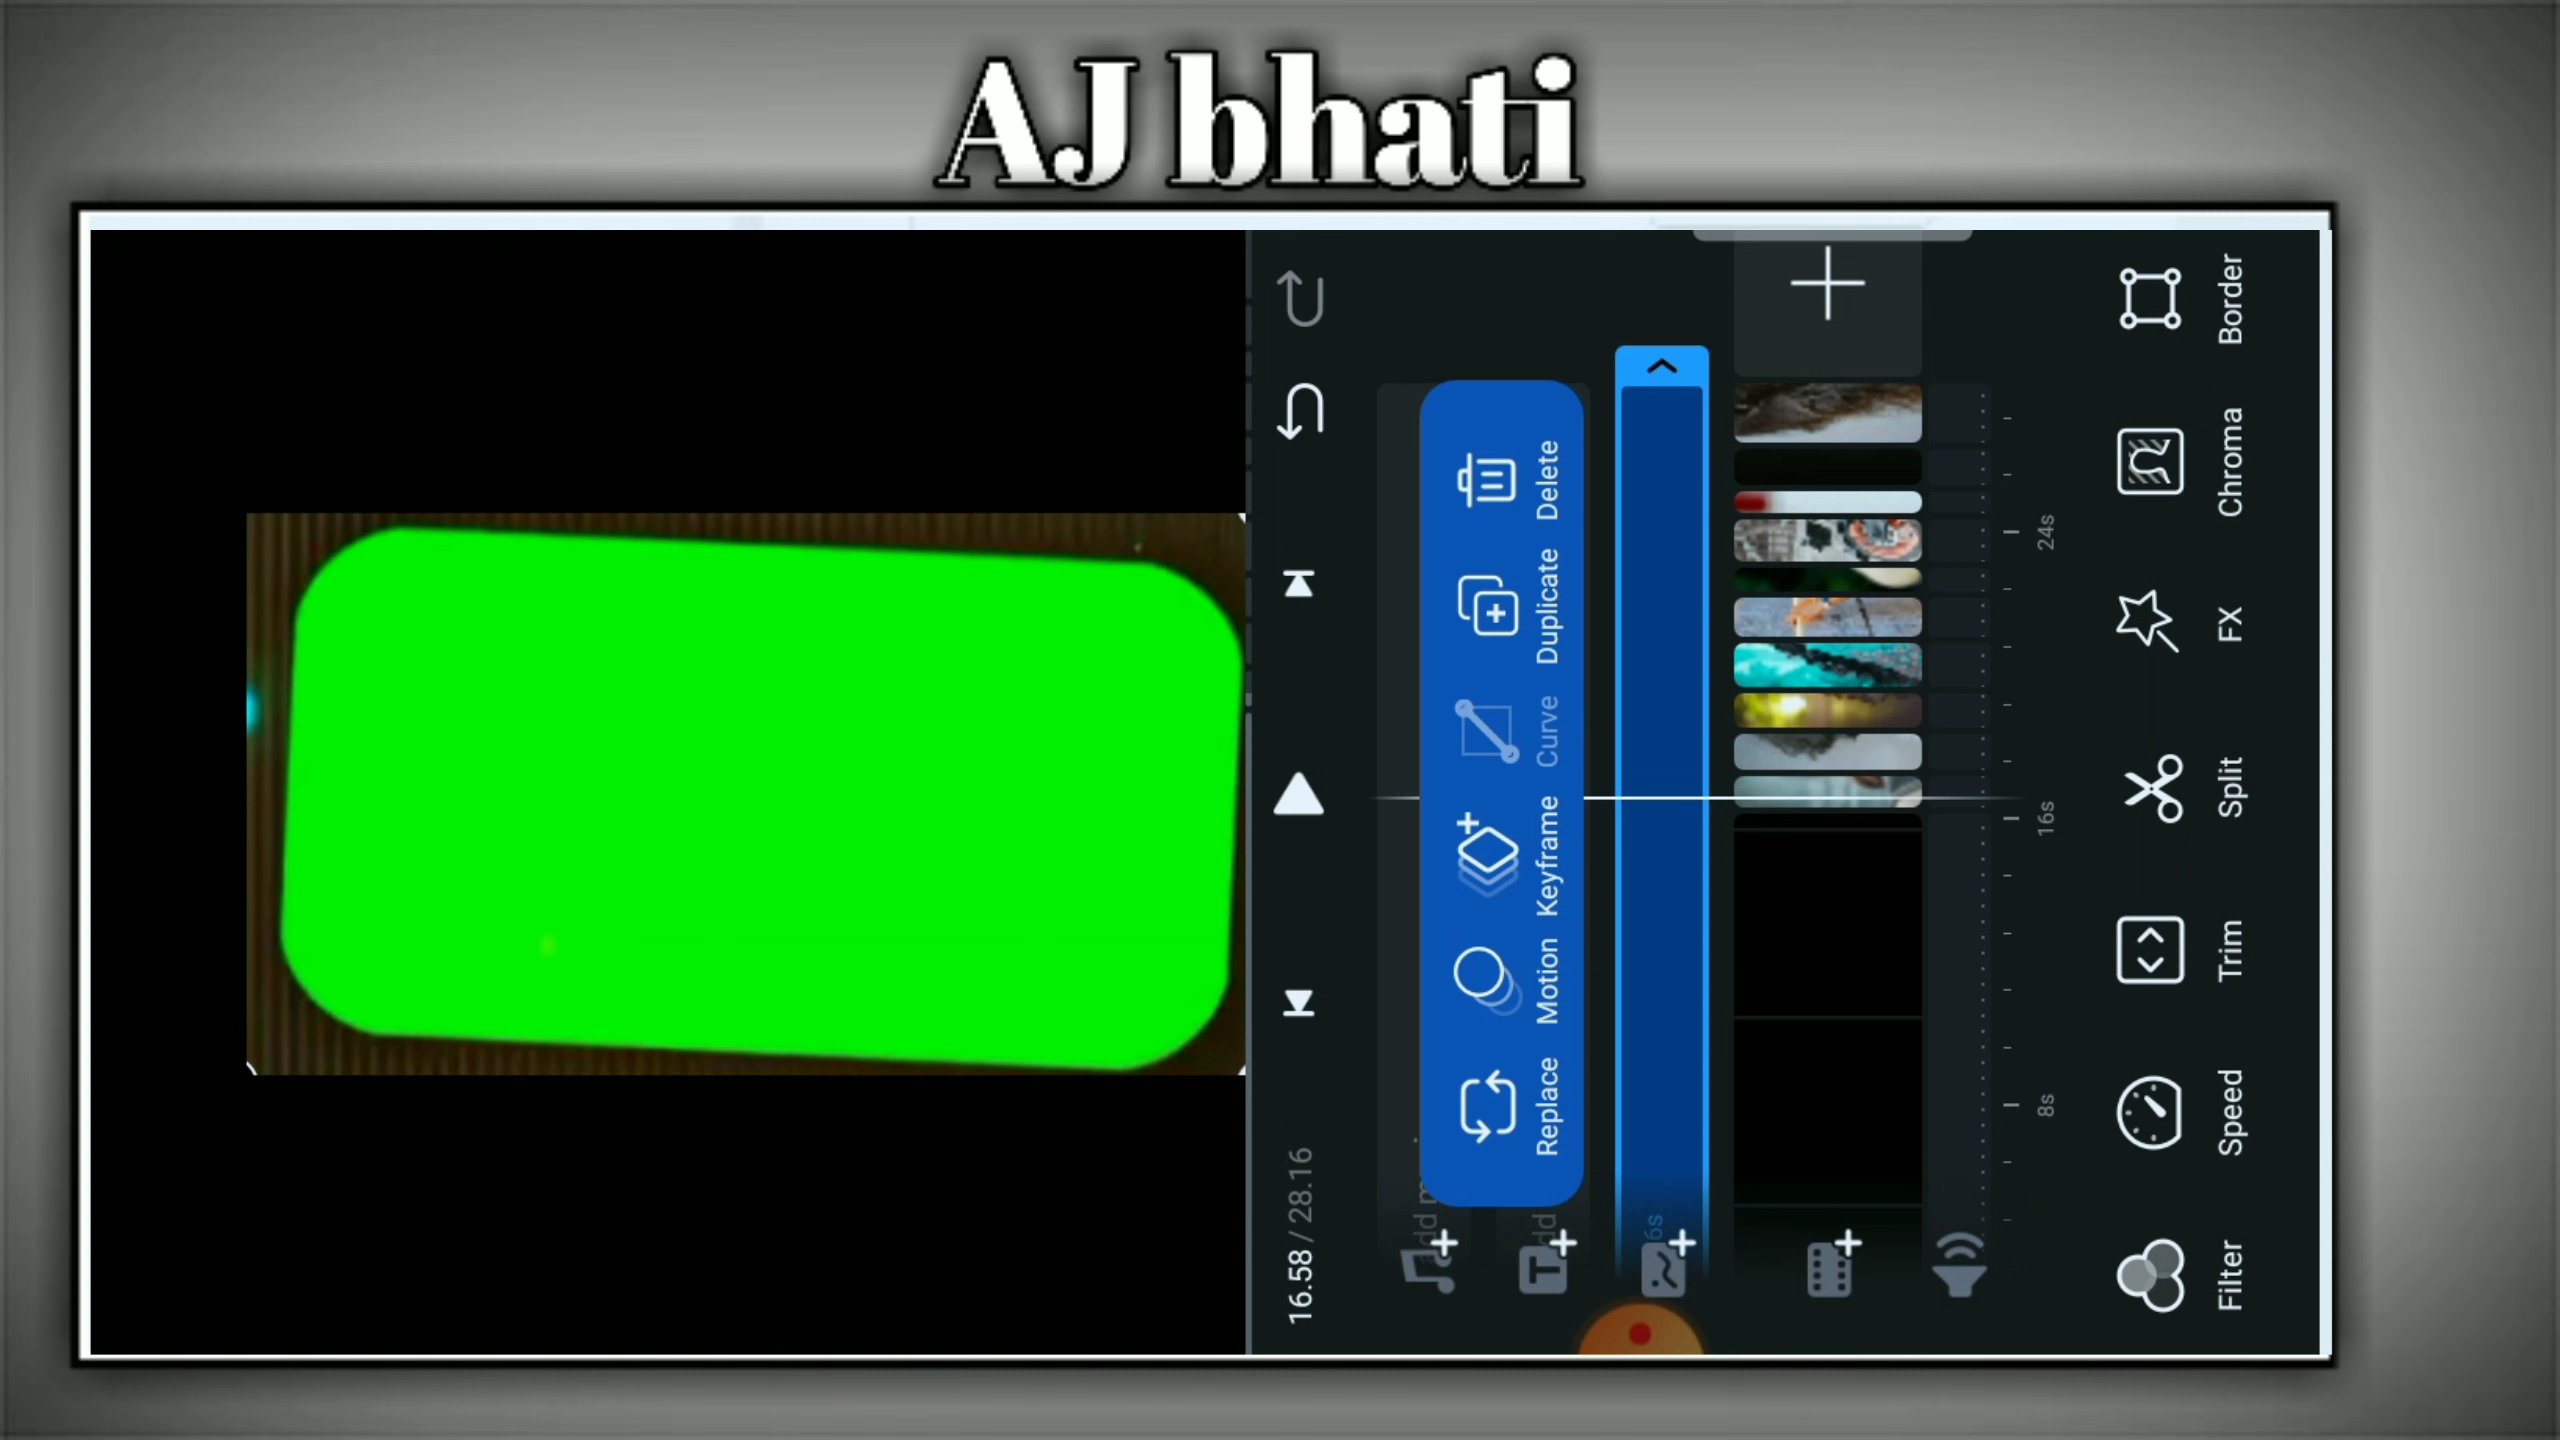 AJ bhati
16.58 / 28.16
Replace
Motion
Keyframe
Curve
Duplicate
Delete
6s
8s
16s
24s
Filter
Speed
Trim
Split
FX
Chroma
Border